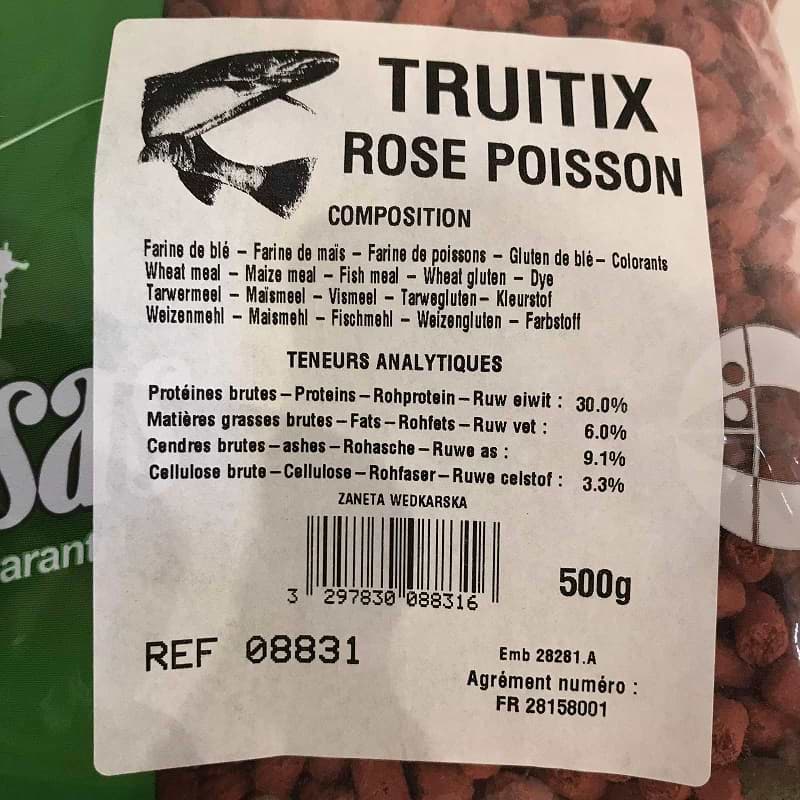 TRUITIX
ROSE POISSON
COMPOSITION
Farine de blé – Farine de maïs – Farine de poissons – Gluten de blé – Colorants
Wheat meal – Maize meal – Fish meal – Wheat gluten – Dye
Tarwermeel – Maïsmeel – Vismeel – Tarwegluten – Kleurstof
Weizenmehl – Maismehl – Fischmehl – Weizengluten – Farbstoff
TENEURS ANALYTIQUES
Protéines brutes – Proteins – Rohprotein – Ruw eiwit : 30.0%
Matières grasses brutes – Fats – Rohfets – Ruw vet : 6.0%
Cendres brutes – ashes – Rohasche – Ruwe as : 9.1%
Cellulose brute – Cellulose – Rohfaser – Ruwe celstof : 3.3%
ZANETA WEDKARSKA
3 297830 088316
500g
REF 08831
Emb 28281.A
Agrément numéro :
FR 28158001